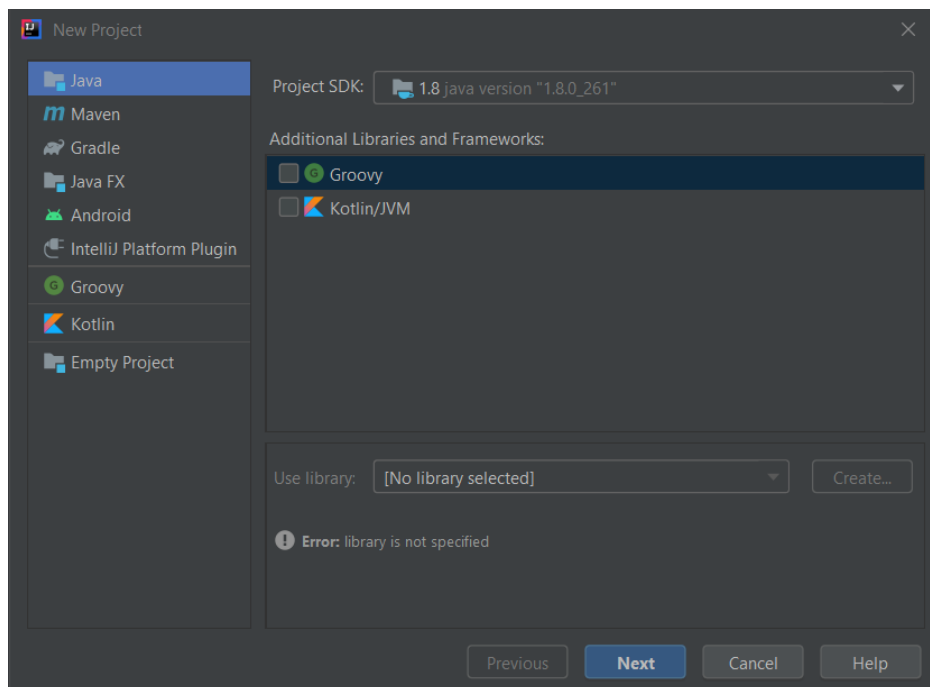 New Project
Java
Maven
Gradle
Java FX
Android
IntelliJ Platform Plugin
Groovy
Kotlin
Empty Project
Project SDK: 1.8 java version "1.8.0_261"
Additional Libraries and Frameworks:
Groovy
Kotlin/JVM
Use library: [No library selected] Create...
Error: library is not specified
Previous Next Cancel Help